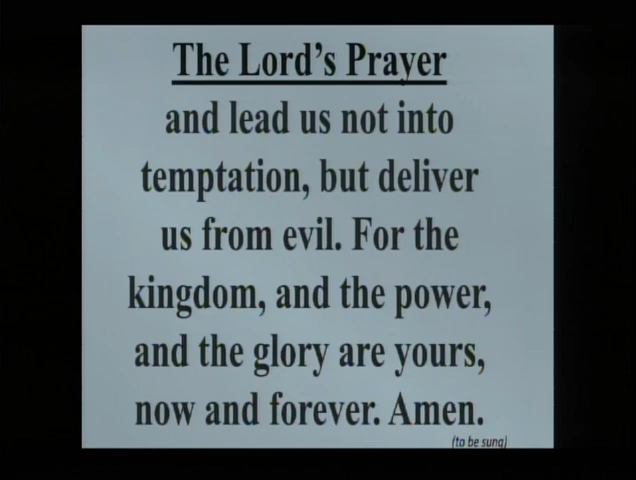 The Lord's Prayer
and lead us not into
temptation, but deliver
us from evil. For the
kingdom, and the power,
and the glory are yours,
now and forever. Amen.
(to be sung)